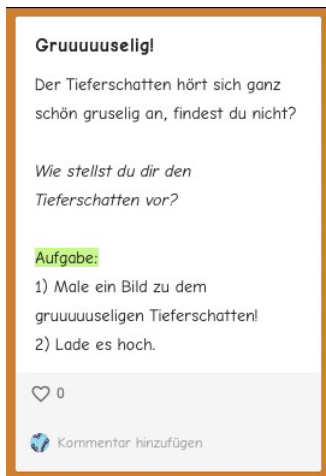 Gruuuuuselig!
Der Tieferschatten hört sich ganz
schön gruselig an, findest du nicht?
Wie stellst du dir den
Tieferschatten vor?
Aufgabe:
1) Male ein Bild zu dem
gruuuuuseligen Tieferschatten!
2) Lade es hoch.
0
Kommentar hinzufügen